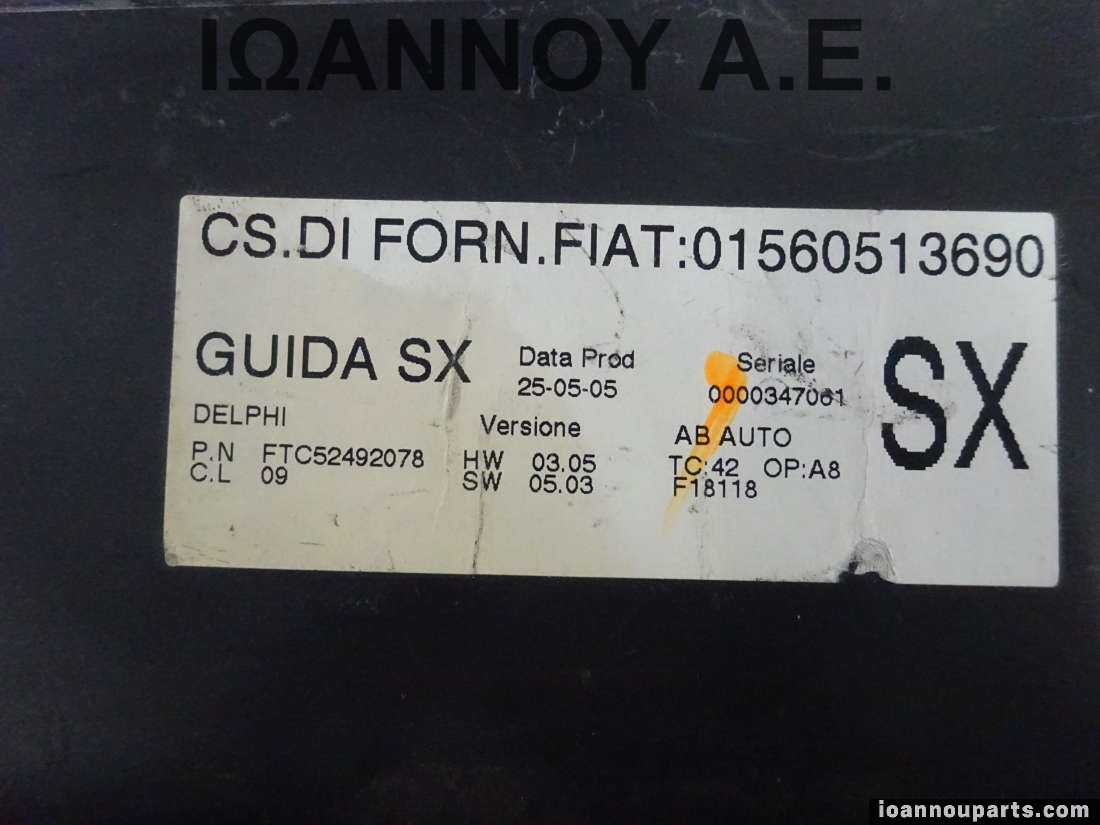 ΙΩΑΝΝΟΥ Α.Ε.
CS.DI FORN.FIAT:01560513690
GUIDA SX
Data Prod
25-05-05
Seriale
0000347061
SX
DELPHI
Versione
AB AUTO
P.N FTC52492078
HW 03.05
TC:42 OP:A8
C.L 09
SW 05.03
F18118
ioannouparts.com